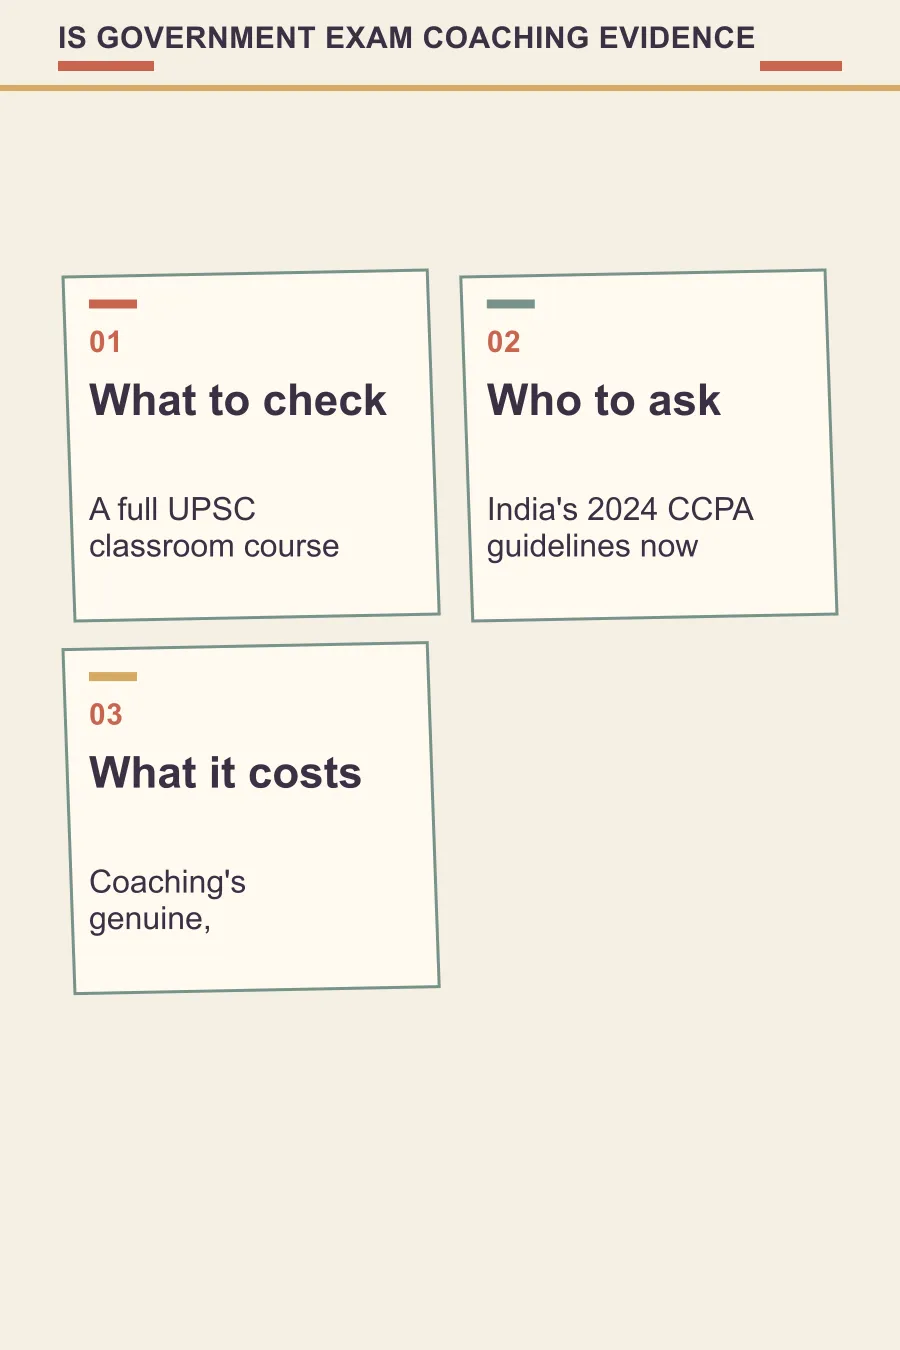 IS GOVERNMENT EXAM COACHING EVIDENCE
01
What to check
A full UPSC
classroom course
02
Who to ask
India's 2024 CCPA
guidelines now
03
What it costs
Coaching's
genuine,